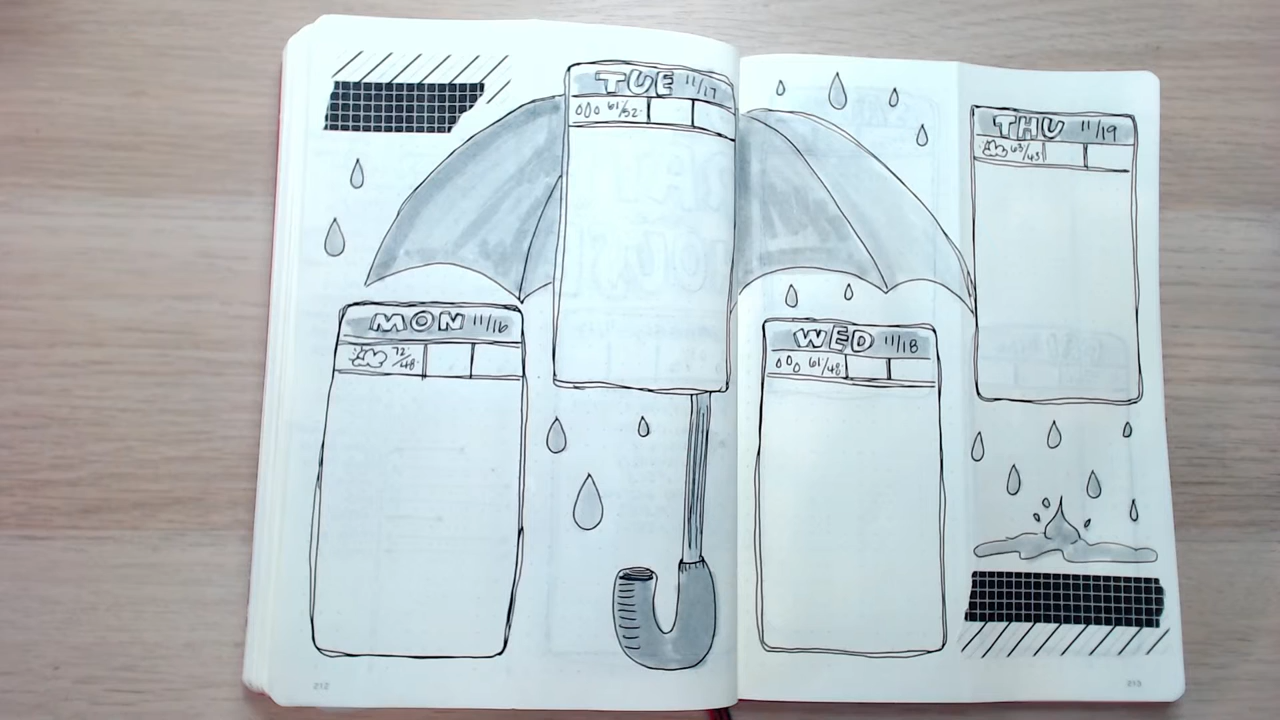 MON 11/16
72/48
TUE 11/17
61/52
WED 11/18
61/48
THU 11/19
63/43
212
213